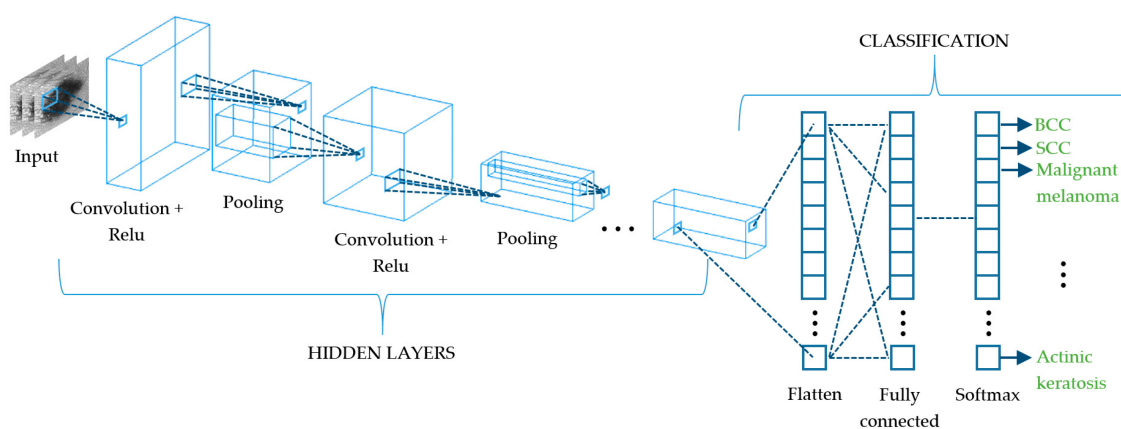 CLASSIFICATION
Input
Convolution +
Relu
Pooling
Convolution +
Relu
Pooling
...
HIDDEN LAYERS
BCC
SCC
Malignant
melanoma
Actinic
keratosis
Flatten
Fully
connected
Softmax